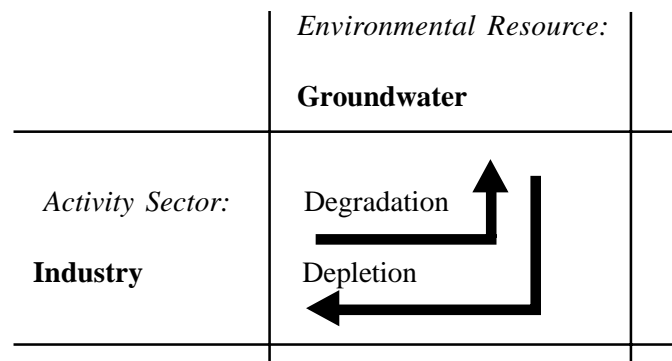 Environmental Resource:
Groundwater
Activity Sector:
Degradation
Industry
Depletion